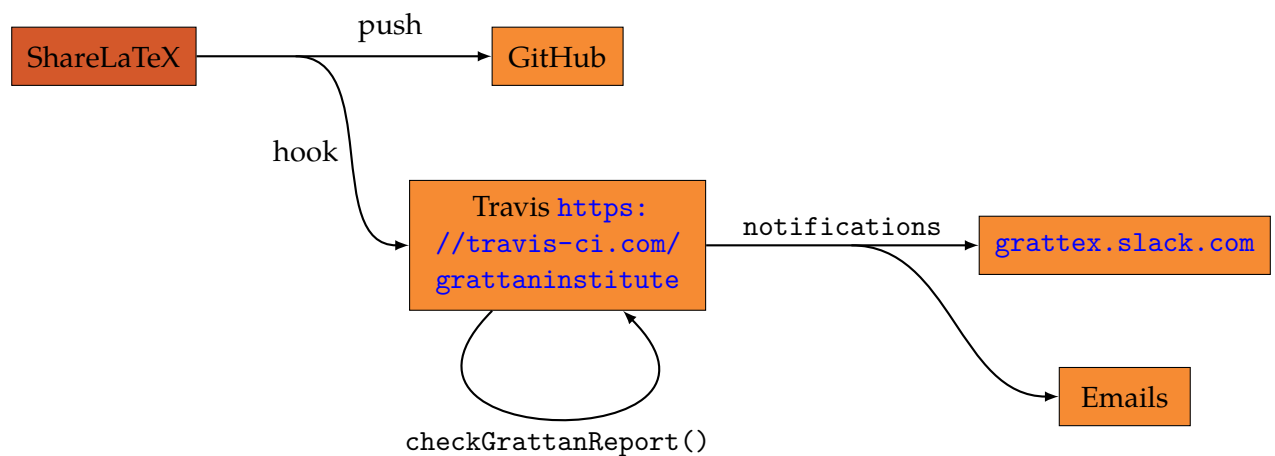 push
ShareLaTeX
GitHub
hook
Travis https:
//travis-ci.com/
grattaninstitute
notifications
grattex.slack.com
Emails
checkGrattanReport()